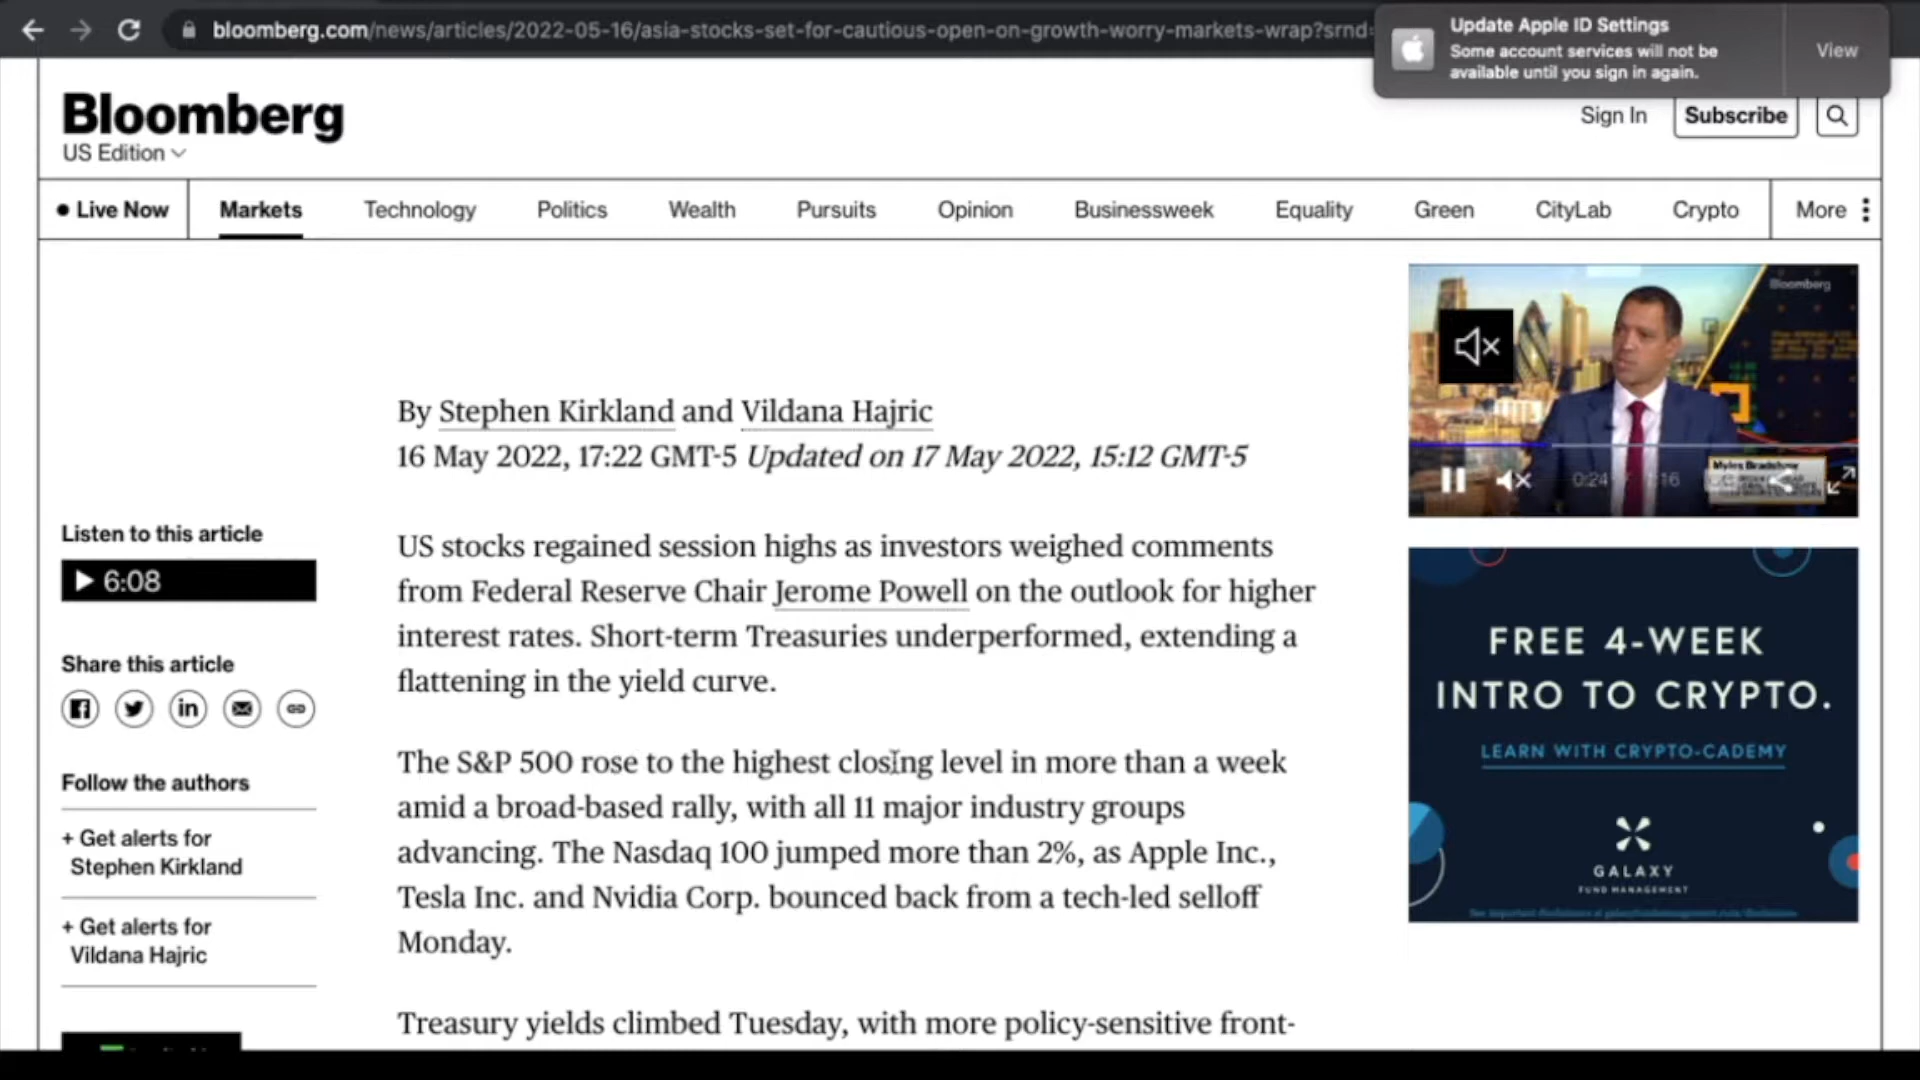 bloomberg.com/news/articles/2022-05-16/asia-stocks-set-for-cautious-open-on-growth-worry-markets-wrap?srnd=
Update Apple ID Settings
Some account services will not be
available until you sign in again.
View
Bloomberg
US Edition
Sign In
Subscribe
Live Now
Markets
Technology
Politics
Wealth
Pursuits
Opinion
Businessweek
Equality
Green
CityLab
Crypto
More
By Stephen Kirkland and Vildana Hajric
16 May 2022, 17:22 GMT-5 Updated on 17 May 2022, 15:12 GMT-5
Listen to this article
6:08
Share this article
Follow the authors
+ Get alerts for
Stephen Kirkland
+ Get alerts for
Vildana Hajric
US stocks regained session highs as investors weighed comments
from Federal Reserve Chair Jerome Powell on the outlook for higher
interest rates. Short-term Treasuries underperformed, extending a
flattening in the yield curve.
The S&P 500 rose to the highest closing level in more than a week
amid a broad-based rally, with all 11 major industry groups
advancing. The Nasdaq 100 jumped more than 2%, as Apple Inc.,
Tesla Inc. and Nvidia Corp. bounced back from a tech-led selloff
Monday.
Treasury yields climbed Tuesday, with more policy-sensitive front-
Bloomberg
Myles Bradshaw
0:24
FREE 4-WEEK
INTRO TO CRYPTO.
LEARN WITH CRYPTO-CADEMY
GALAXY
FUND MANAGEMENT